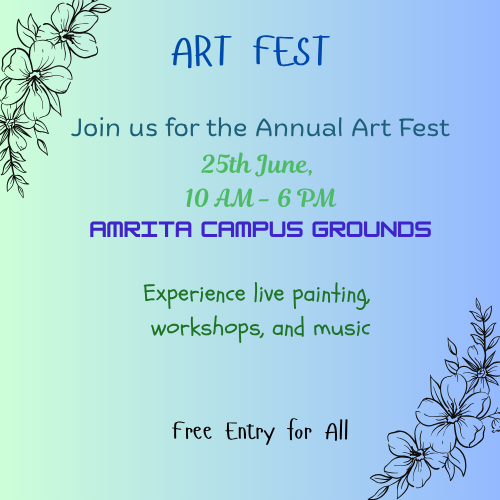 ART FEST
Join us for the Annual Art Fest
25th June,
10 AM – 6 PM
AMRITA CAMPUS GROUNDS
Experience live painting,
workshops, and music
Free Entry for All